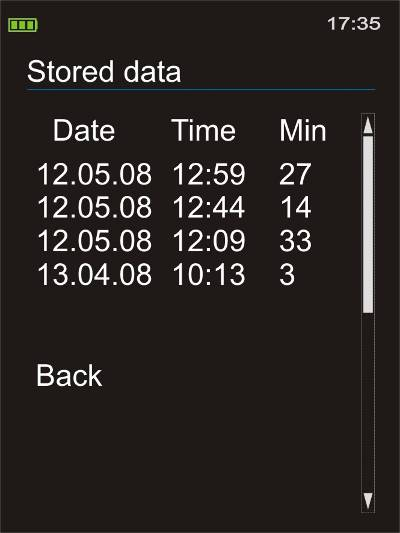 17:35
Stored data
Date Time Min
12.05.08 12:59 27
12.05.08 12:44 14
12.05.08 12:09 33
13.04.08 10:13 3
Back